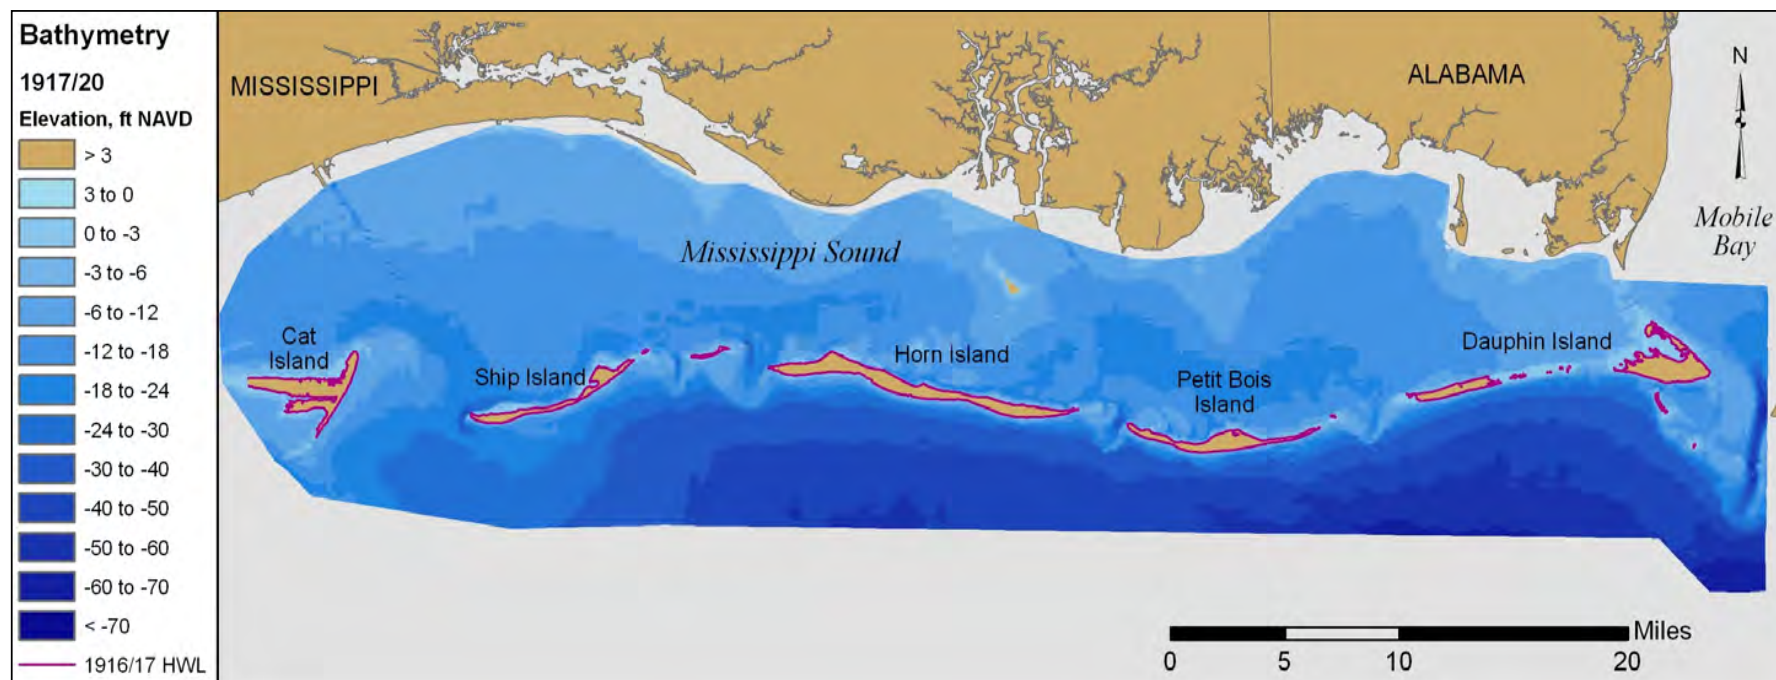 Bathymetry
1917/20
Elevation, ft NAVD
> 3
3 to 0
0 to -3
-3 to -6
-6 to -12
-12 to -18
-18 to -24
-24 to -30
-30 to -40
-40 to -50
-50 to -60
-60 to -70
< -70
1916/17 HWL
MISSISSIPPI
ALABAMA
N
Mobile
Bay
Mississippi Sound
Cat
Island
Ship Island
Horn Island
Petit Bois
Island
Dauphin Island
Miles
0
5
10
20